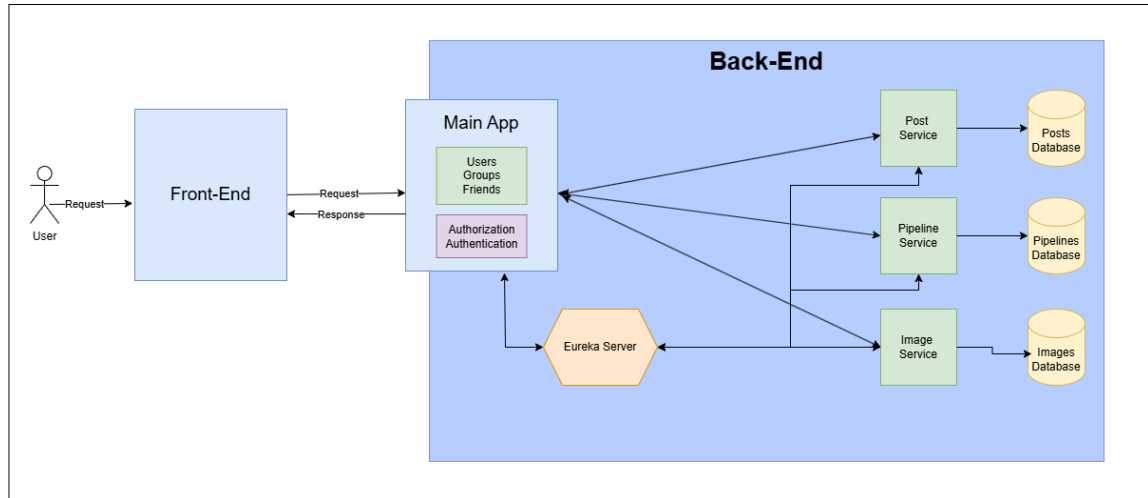 Back-End
Main App
Users
Groups
Friends
Authorization
Authentication
Front-End
Request
User
Request
Response
Eureka Server
Post
Service
Posts
Database
Pipeline
Service
Pipelines
Database
Image
Service
Images
Database